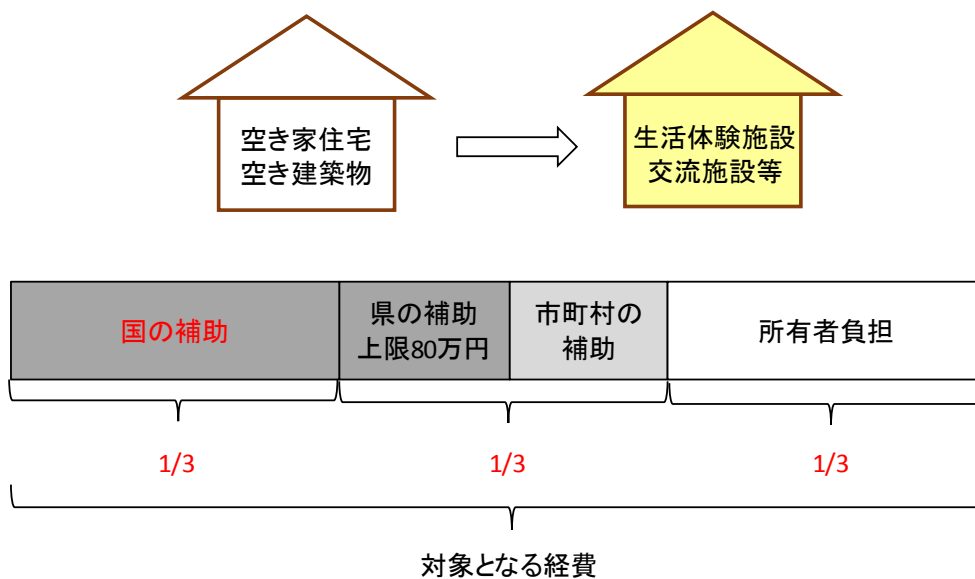 空き家住宅
空き建築物
生活体験施設
交流施設等
国の補助
県の補助
上限80万円
市町村の
補助
所有者負担
1/3
1/3
1/3
対象となる経費